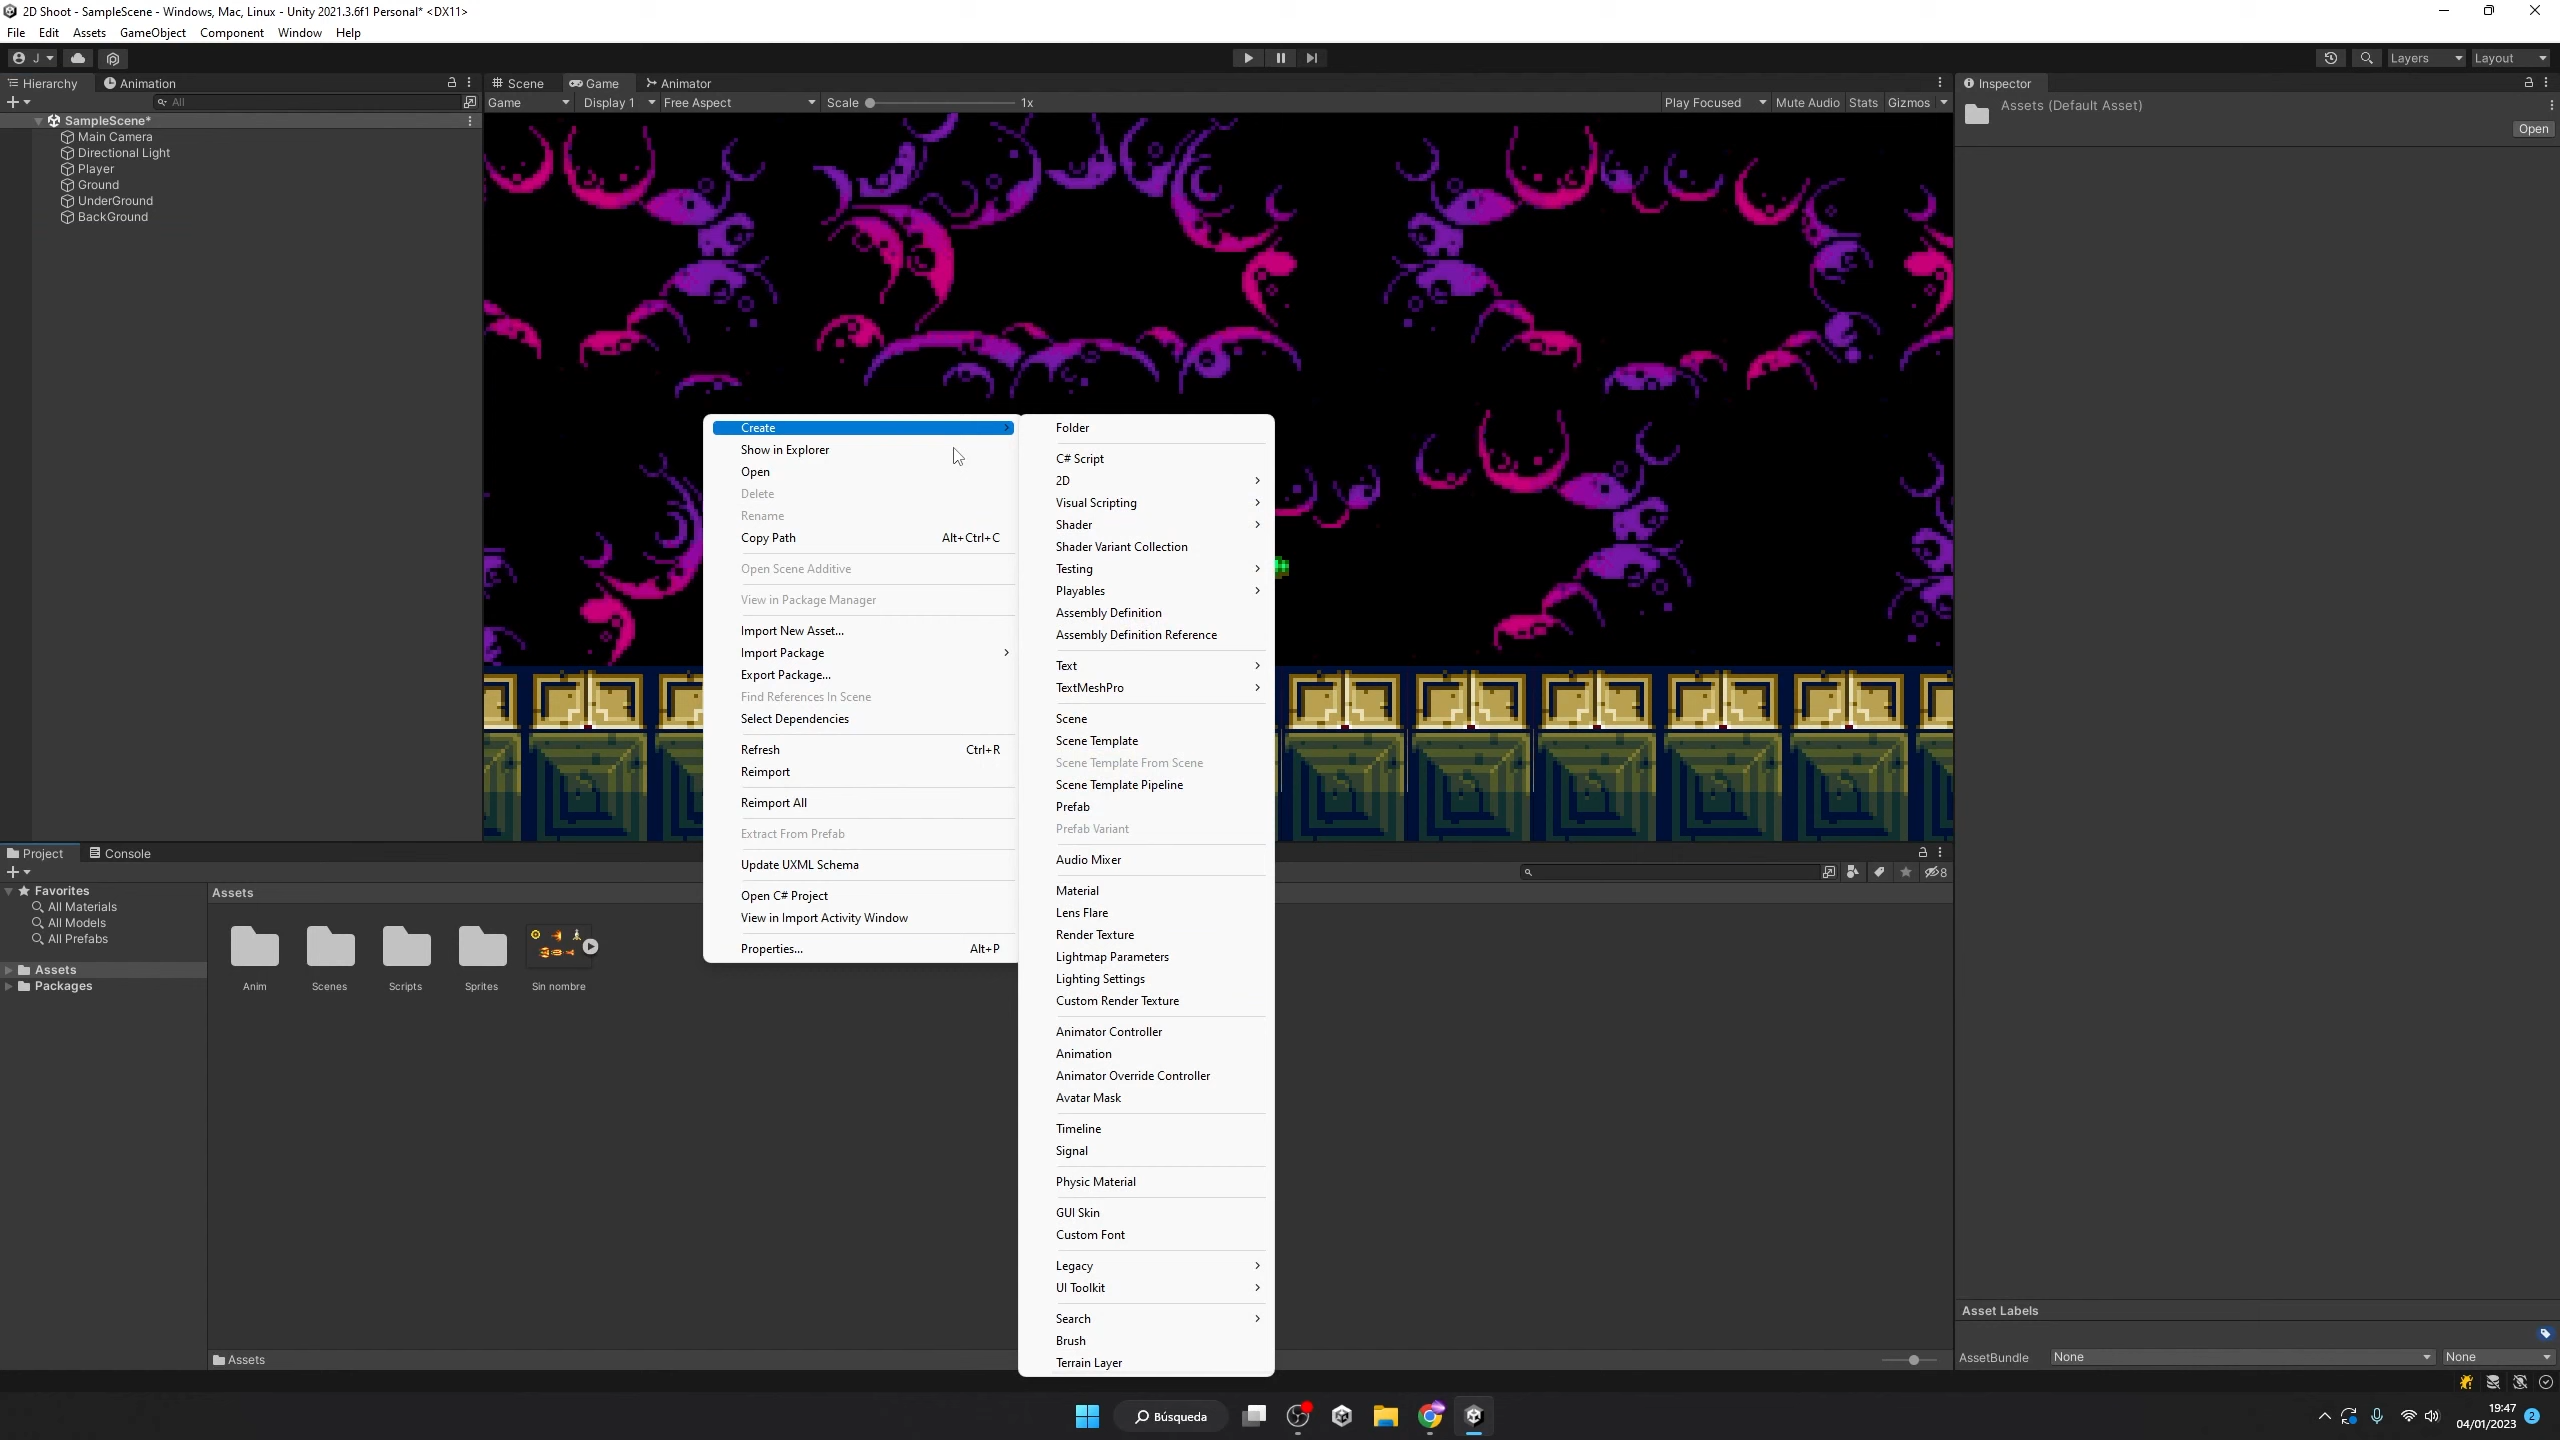 2D Shoot - SampleScene - Windows, Mac, Linux - Unity 2021.3.6f1 Personal* <DX11>
File Edit Assets GameObject Component Window Help
J Layers Layout
Hierarchy Animation Scene Game Animator Inspector
All Game Display 1 Free Aspect Scale 1x Play Focused Mute Audio Stats Gizmos Assets (Default Asset)
Open
SampleScene*
Main Camera
Directional Light
Player
Ground
UnderGround
BackGround
Create
Show in Explorer
Open
Delete
Rename
Copy Path Alt+Ctrl+C
Open Scene Additive
View in Package Manager
Import New Asset...
Import Package
Export Package...
Find References In Scene
Select Dependencies
Refresh Ctrl+R
Reimport
Reimport All
Extract From Prefab
Update UXML Schema
Open C# Project
View in Import Activity Window
Properties... Alt+P
Folder
C# Script
2D
Visual Scripting
Shader
Shader Variant Collection
Testing
Playables
Assembly Definition
Assembly Definition Reference
Text
TextMeshPro
Scene
Scene Template
Scene Template From Scene
Scene Template Pipeline
Prefab
Prefab Variant
Audio Mixer
Material
Lens Flare
Render Texture
Lightmap Parameters
Lighting Settings
Custom Render Texture
Animator Controller
Animation
Animator Override Controller
Avatar Mask
Timeline
Signal
Physic Material
GUI Skin
Custom Font
Legacy
UI Toolkit
Search
Brush
Terrain Layer
Project Console
8
Favorites
All Materials
All Models
All Prefabs
Assets
Packages
Assets
Anim Scenes Scripts Sprites Sin nombre
Assets
Asset Labels
AssetBundle None None
Búsqueda
19:47
04/01/2023
2